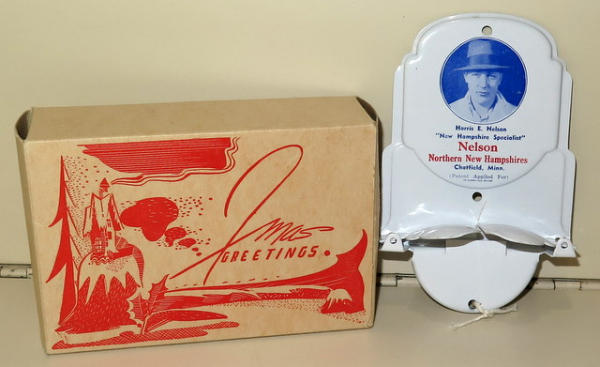 Xmas
GREETINGS.
Harris E. Nelson
"New Hampshire Specialist"
Nelson
Northern New Hampshires
Chatfield, Minn.
(Patent Applied For)